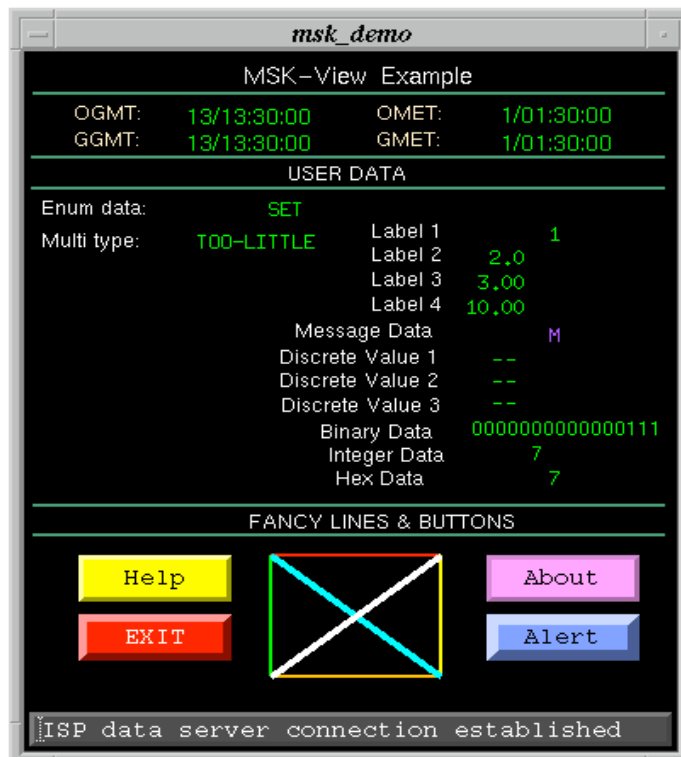 msk_demo
MSK-View Example
OGMT: 13/13:30:00 OMET: 1/01:30:00
GGMT: 13/13:30:00 GMET: 1/01:30:00
USER DATA
Enum data: SET
Label 1 1
Multi type: TOO-LITTLE
Label 2 2.0
Label 3 3.00
Label 4 10.00
Message Data M
Discrete Value 1 --
Discrete Value 2 --
Discrete Value 3 --
Binary Data 0000000000000111
Integer Data 7
Hex Data 7
FANCY LINES & BUTTONS
Help About
EXIT Alert
ISP data server connection established